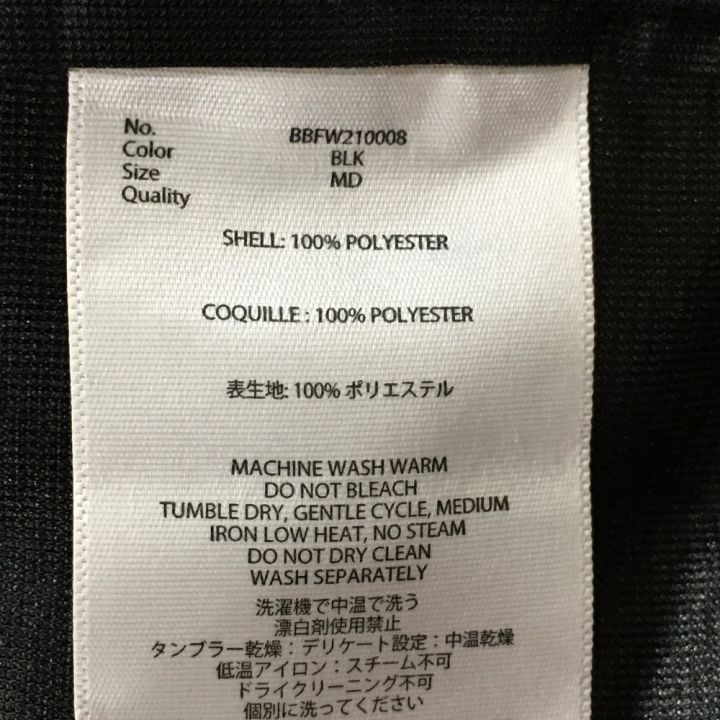 No. BBFW210008
Color BLK
Size MD
Quality
SHELL: 100% POLYESTER
COQUILLE : 100% POLYESTER
表生地: 100% ポリエステル
MACHINE WASH WARM
DO NOT BLEACH
TUMBLE DRY, GENTLE CYCLE, MEDIUM
IRON LOW HEAT, NO STEAM
DO NOT DRY CLEAN
WASH SEPARATELY
洗濯機で中温で洗う
漂白剤使用禁止
タンブラー乾燥：デリケート設定：中温乾燥
低温アイロン：スチーム不可
ドライクリーニング不可
個別に洗ってください